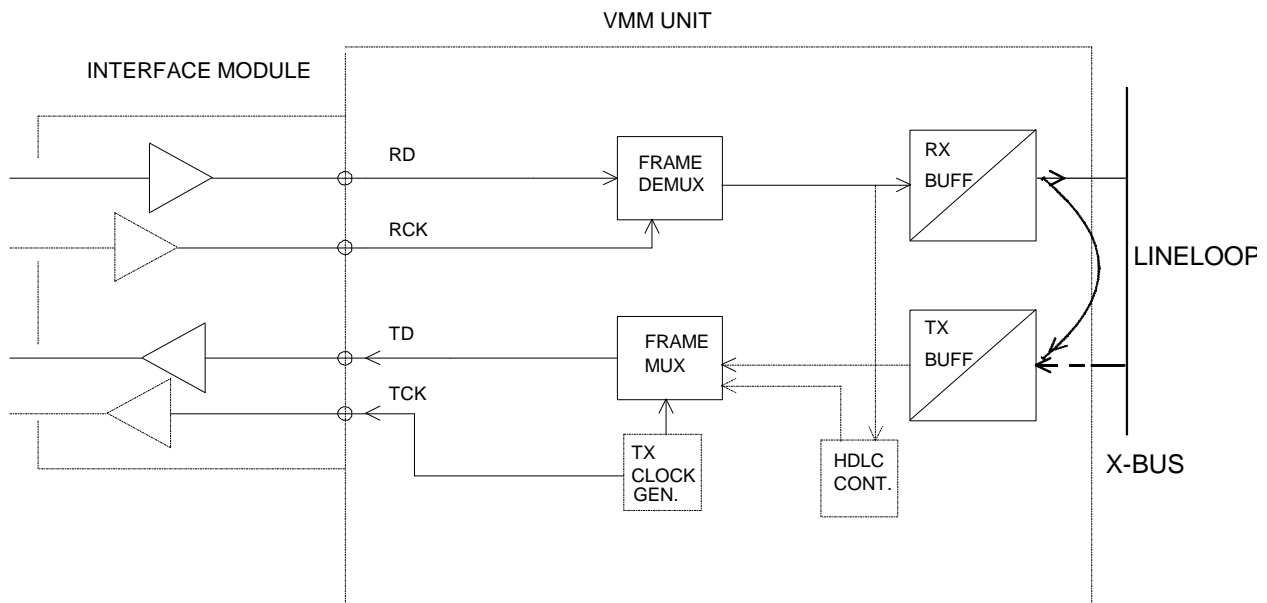 VMM UNIT
INTERFACE MODULE
RD
FRAME
DEMUX
RX
BUFF
RCK
LINELOOP
TD
FRAME
MUX
TX
BUFF
TCK
TX
CLOCK
GEN.
HDLC
CONT.
X-BUS